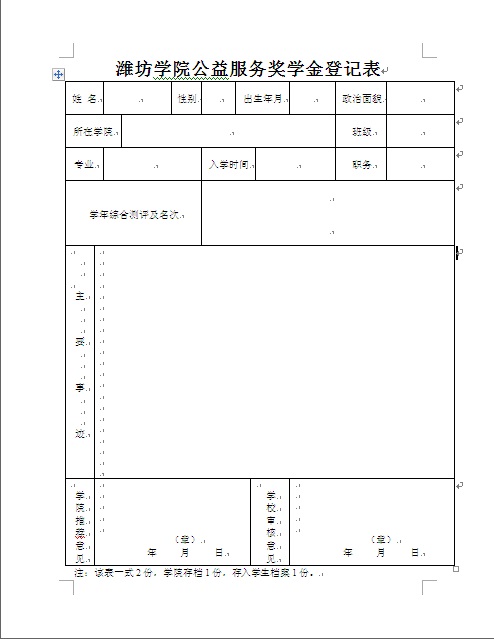 潍坊学院公益服务奖学金登记表
姓 名 性别 出生年月 政治面貌
所在学院 班级
专业 入学时间 职务
学年综合测评及名次
主要事迹
学院推荐意见
（章）
年 月 日
学校审核意见
（章）
年 月 日
注：该表一式2份，学院存档1份，存入学生档案1份。